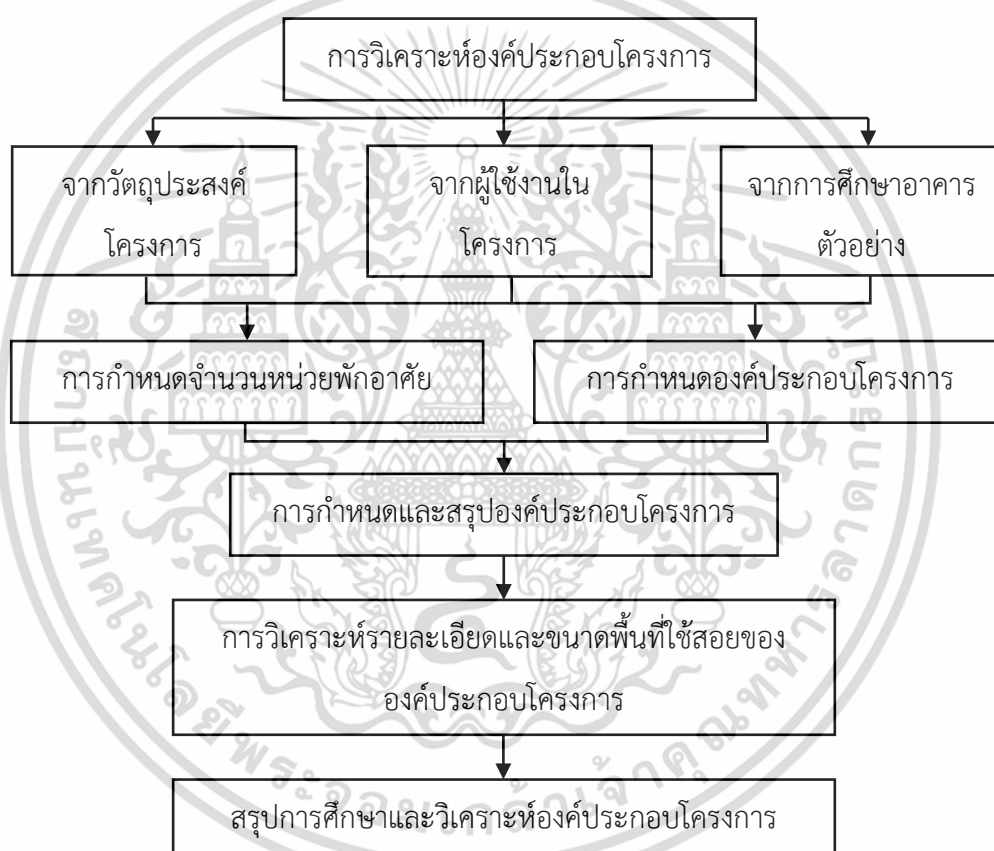 การวิเคราะห์องค์ประกอบโครงการ
จากวัตถุประสงค์
โครงการ
จากผู้ใช้งานใน
โครงการ
จากการศึกษาอาคาร
ตัวอย่าง
การกำหนดจำนวนหน่วยพักอาศัย
การกำหนดองค์ประกอบโครงการ
การกำหนดและสรุปองค์ประกอบโครงการ
การวิเคราะห์รายละเอียดและขนาดพื้นที่ใช้สอยของ
องค์ประกอบโครงการ
สรุปการศึกษาและวิเคราะห์องค์ประกอบโครงการ